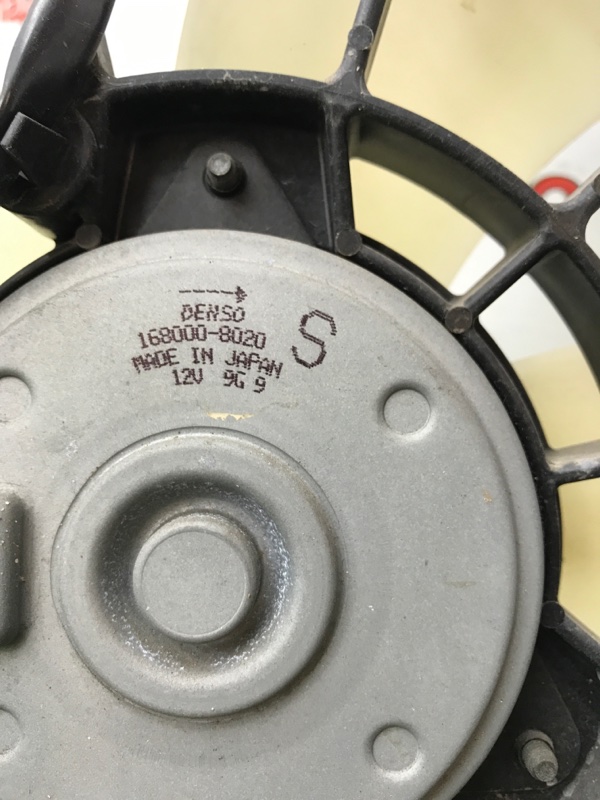 DENSO
168000-8020
MADE IN JAPAN
12V 9G 9
S